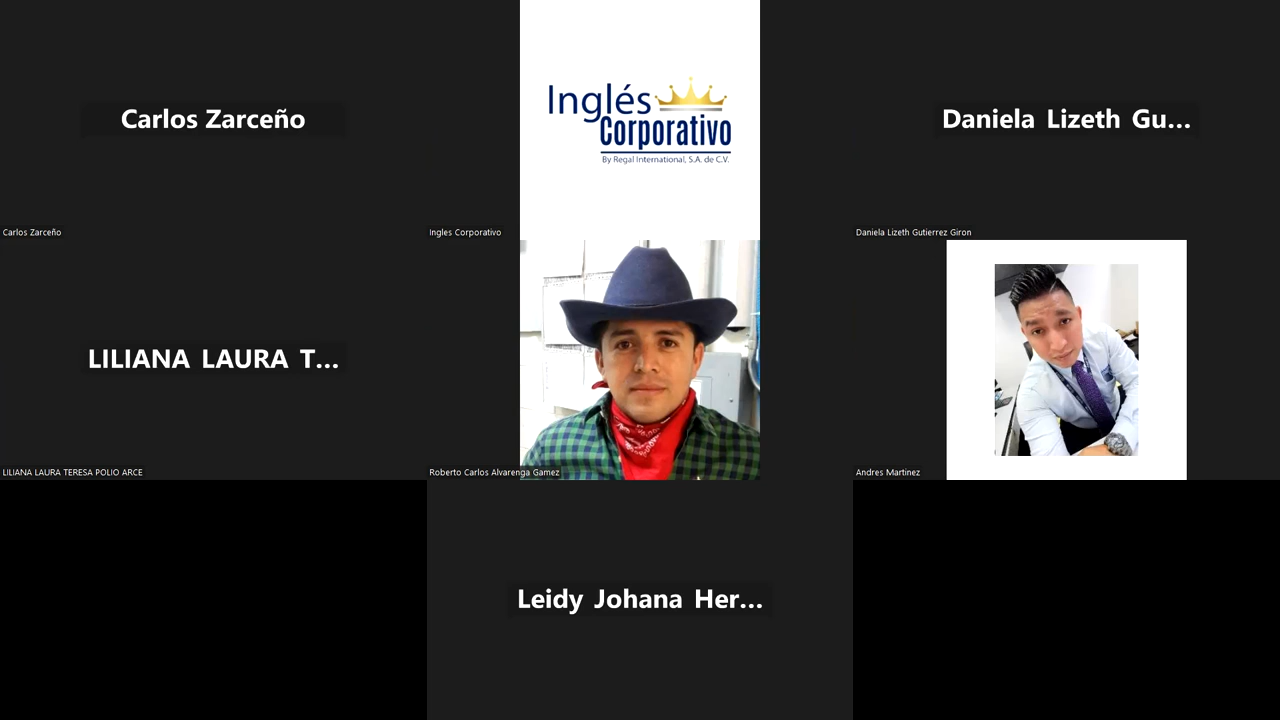 Carlos Zarceño
Inglés
Corporativo
By Regal International, S.A. de C.V.
Daniela Lizeth Gu...
Carlos Zarceño
Ingles Corporativo
Daniela Lizeth Gutierrez Giron
LILIANA LAURA T...
LILIANA LAURA TERESA POLIO ARCE
Roberto Carlos Alvarenga Gamez
Andres Martinez
Leidy Johana Her...